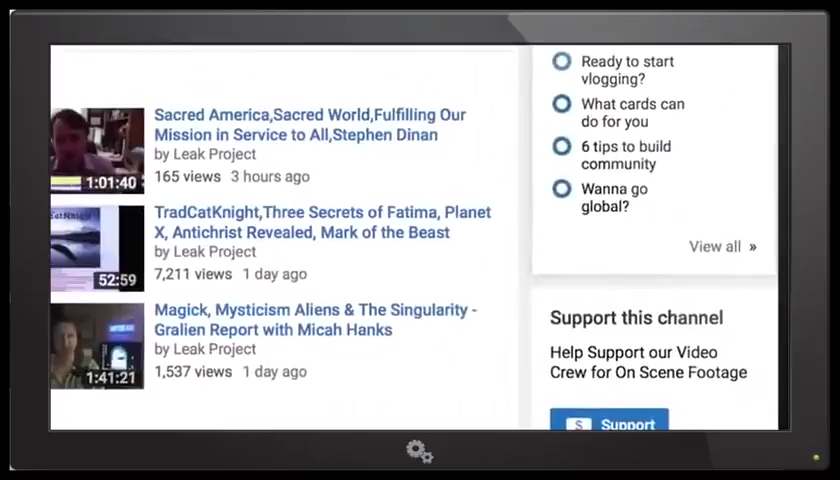 Sacred America,Sacred World,Fulfilling Our
Mission in Service to All,Stephen Dinan
by Leak Project
165 views 3 hours ago
1:01:40
TradCatKnight,Three Secrets of Fatima, Planet
X, Antichrist Revealed, Mark of the Beast
by Leak Project
7,211 views 1 day ago
52:59
Magick, Mysticism Aliens & The Singularity -
Gralien Report with Micah Hanks
by Leak Project
1,537 views 1 day ago
1:41:21
Ready to start
vlogging?
What cards can
do for you
6 tips to build
community
Wanna go
global?
View all »
Support this channel
Help Support our Video
Crew for On Scene Footage
$ Support